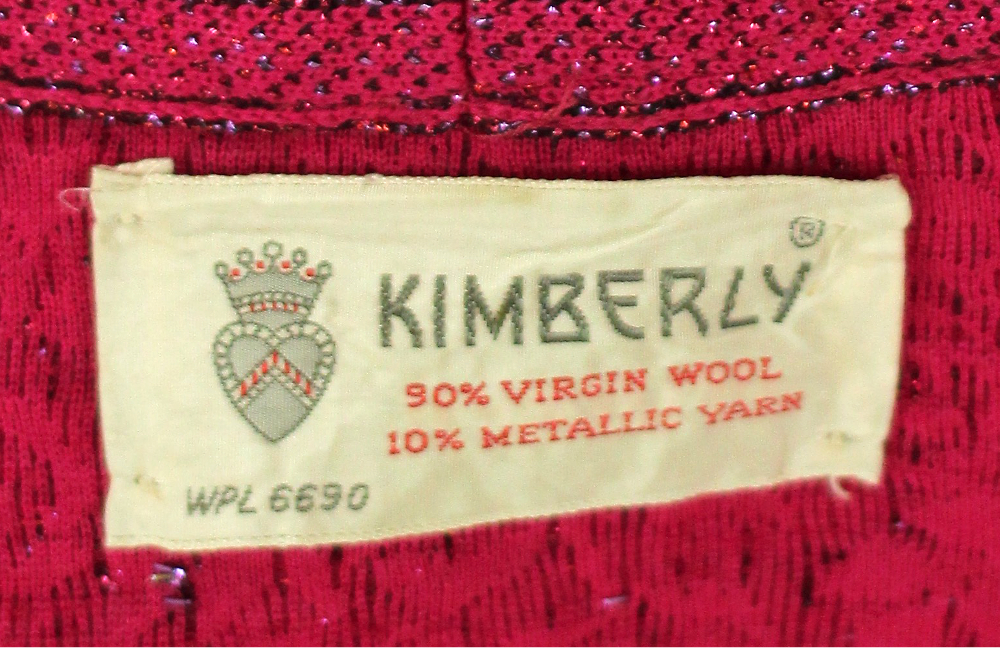 KIMBERLY®
90% VIRGIN WOOL
10% METALLIC YARN
WPL 6690